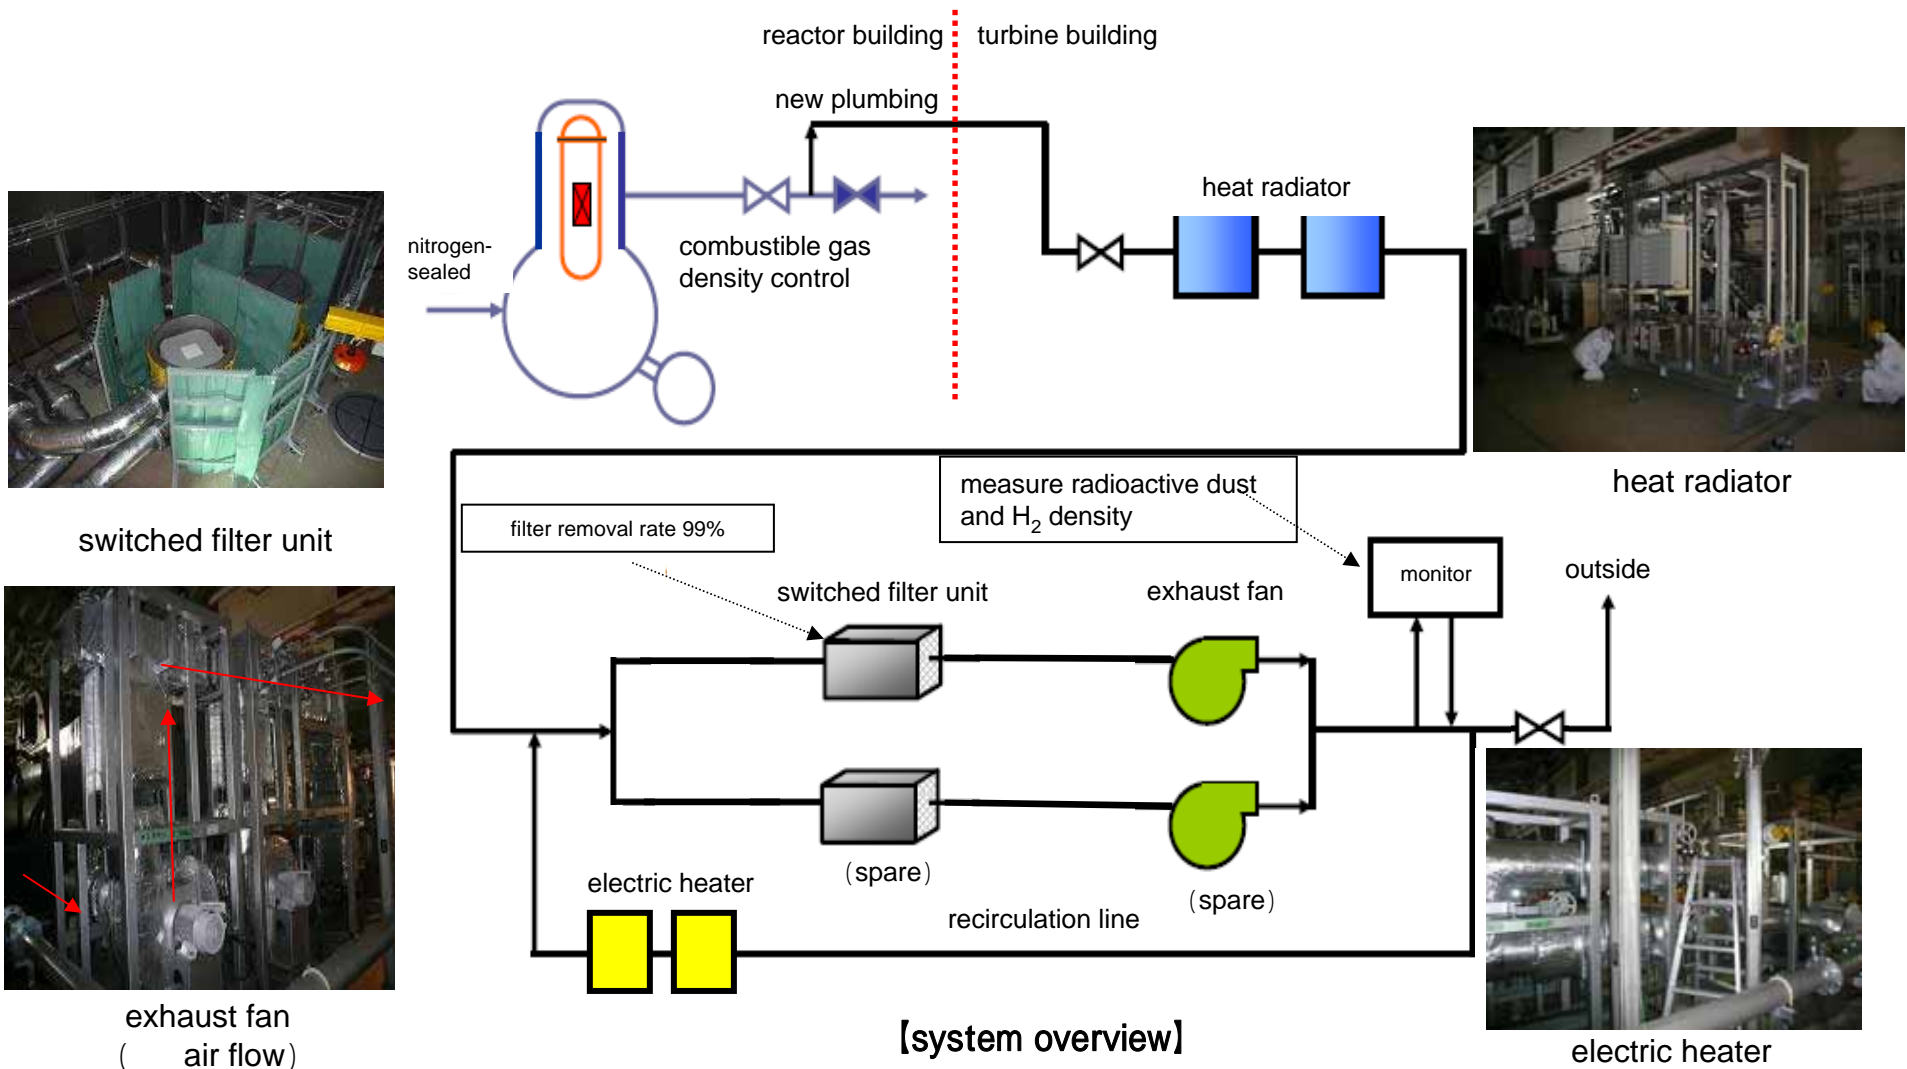 reactor building
turbine building
new plumbing
heat radiator
nitrogen-
sealed
combustible gas
density control
heat radiator
switched filter unit
filter removal rate 99%
measure radioactive dust
and H₂ density
monitor
outside
switched filter unit
exhaust fan
(spare)
(spare)
electric heater
recirculation line
exhaust fan
( air flow)
【system overview】
electric heater